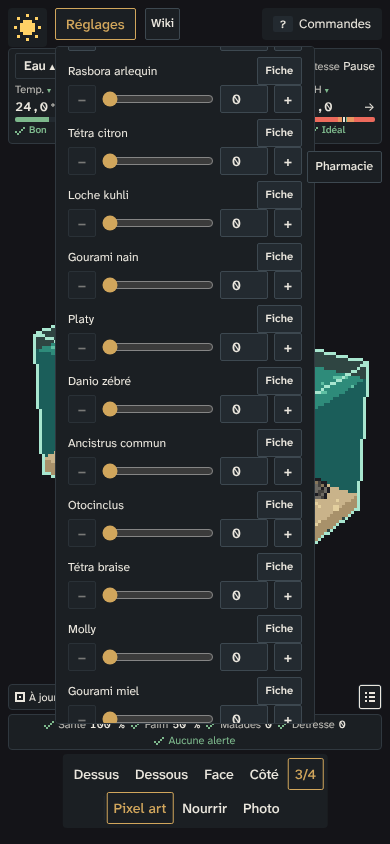 Réglages
Wiki
? Commandes
Eau
Temp.
24,0°
Bon
Vitesse Pause
,0
Idéal
Pharmacie
Rasbora arlequin
Fiche
− 0 +
Tétra citron
Fiche
− 0 +
Loche kuhli
Fiche
− 0 +
Gourami nain
Fiche
− 0 +
Platy
Fiche
− 0 +
Danio zébré
Fiche
− 0 +
Ancistrus commun
Fiche
− 0 +
Otocinclus
Fiche
− 0 +
Tétra braise
Fiche
− 0 +
Molly
Fiche
− 0 +
Gourami miel
Fiche
− 0 +
À jour
Santé 100 % Faim 50 % Malades 0 Détresse 0
Aucune alerte
Dessus Dessous Face Côté 3/4
Pixel art Nourrir Photo